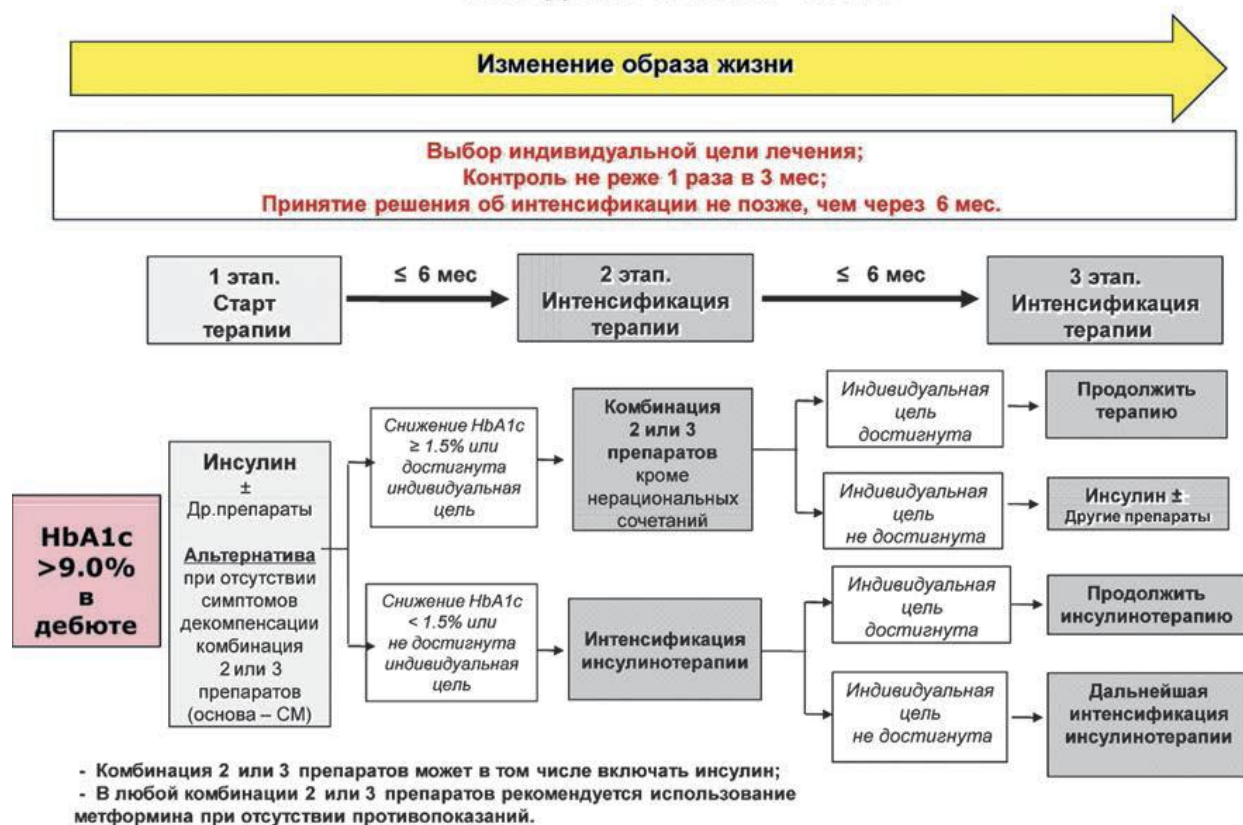 Изменение образа жизни
Выбор индивидуальной цели лечения;
Контроль не реже 1 раза в 3 мес;
Принятие решения об интенсификации не позже, чем через 6 мес.
1 этап.
Старт
терапии
≤ 6 мес
2 этап.
Интенсификация
терапии
≤ 6 мес
3 этап.
Интенсификация
терапии
HbA1c
>9.0%
в
дебюте
Инсулин
±
Др.препараты
Альтернатива
при отсутствии
симптомов
декомпенсации
комбинация
2 или 3
препаратов
(основа – СМ)
Снижение HbA1c
≥ 1.5% или
достигнута
индивидуальная
цель
Комбинация
2 или 3
препаратов
кроме
нерациональных
сочетаний
Индивидуальная
цель
достигнута
Продолжить
терапию
Индивидуальная
цель
не достигнута
Инсулин ±
Другие препараты
Снижение HbA1c
< 1.5% или
не достигнута
индивидуальная
цель
Интенсификация
инсулинотерапии
Индивидуальная
цель
достигнута
Продолжить
инсулинотерапию
Индивидуальная
цель
не достигнута
Дальнейшая
интенсификация
инсулинотерапии
- Комбинация 2 или 3 препаратов может в том числе включать инсулин;
- В любой комбинации 2 или 3 препаратов рекомендуется использование
метформина при отсутствии противопоказаний.